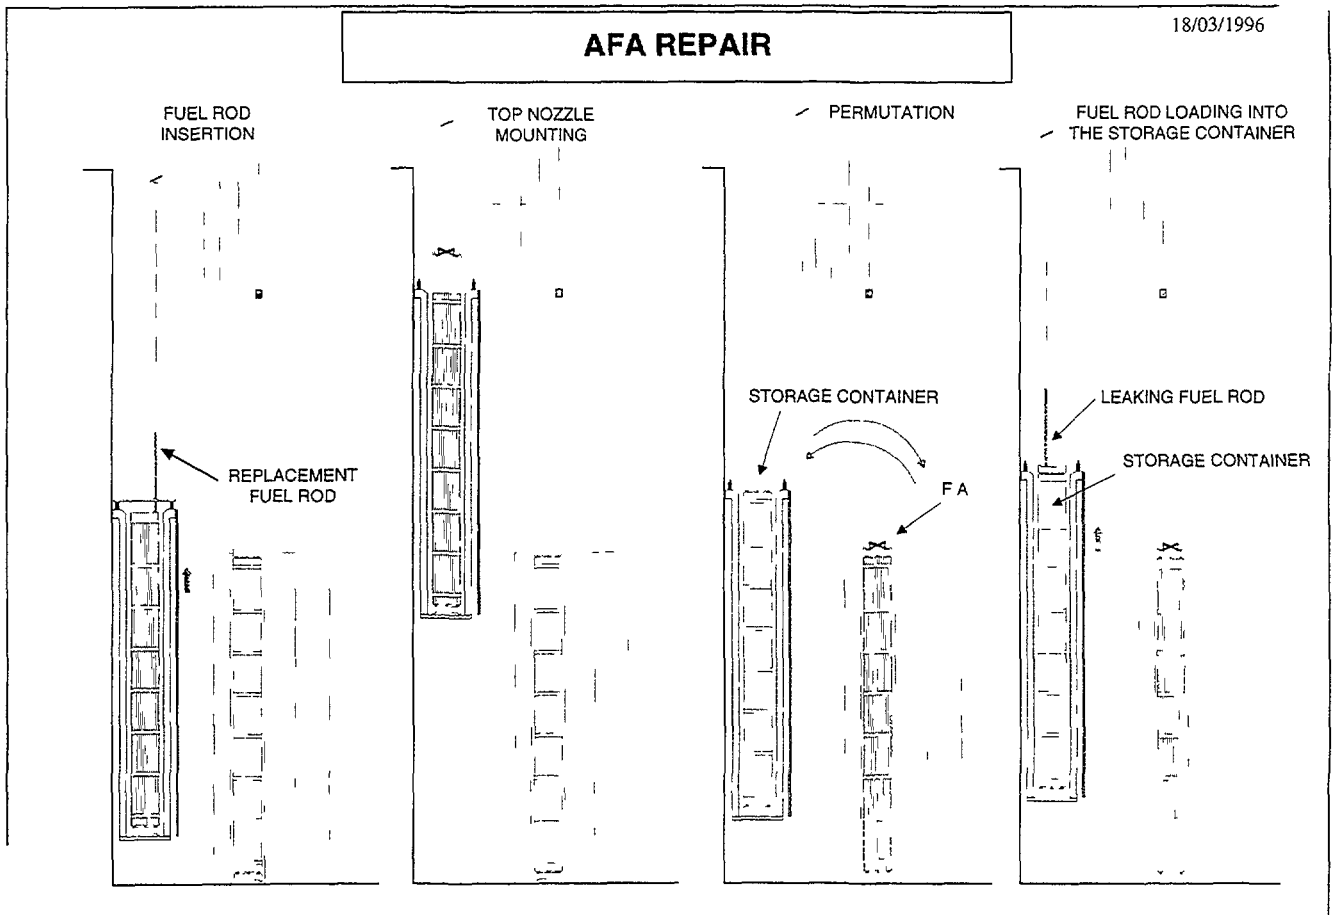 18/03/1996
AFA REPAIR
FUEL ROD
INSERTION
TOP NOZZLE
MOUNTING
PERMUTATION
FUEL ROD LOADING INTO
THE STORAGE CONTAINER
REPLACEMENT
FUEL ROD
STORAGE CONTAINER
F A
LEAKING FUEL ROD
STORAGE CONTAINER